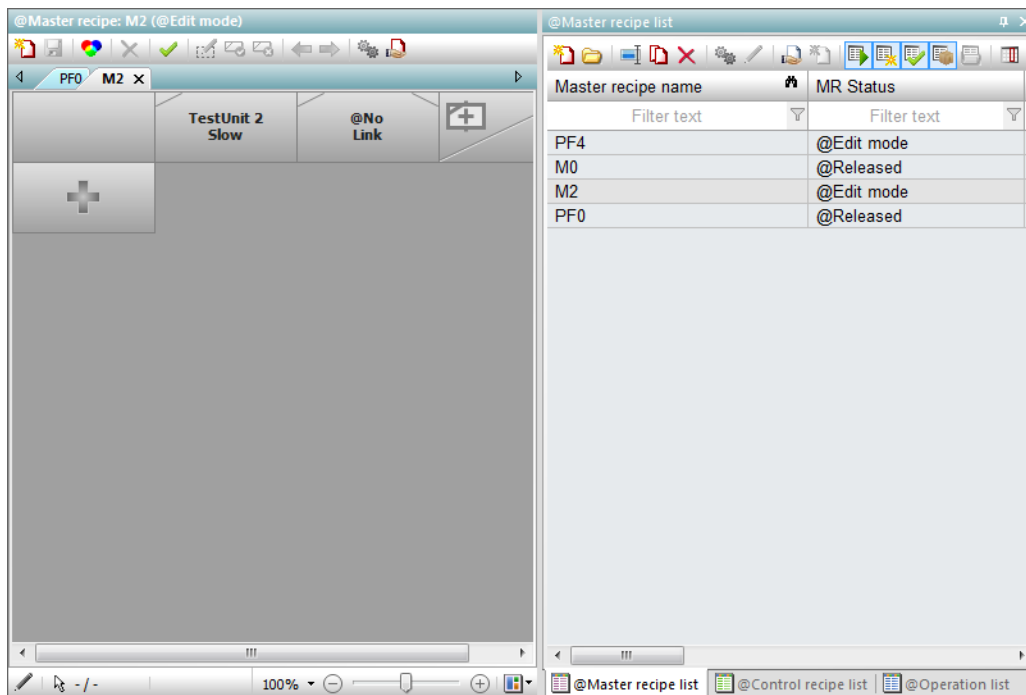 @Master recipe: M2 (@Edit mode)
PF0 M2
TestUnit 2
Slow
@No
Link
-/-
100%
@Master recipe list
Master recipe name MR Status
Filter text Filter text
PF4 @Edit mode
M0 @Released
M2 @Edit mode
PF0 @Released
@Master recipe list @Control recipe list @Operation list